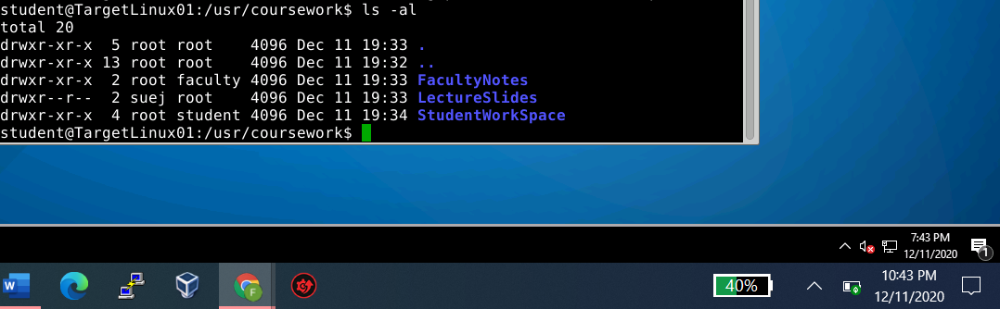 student@TargetLinux01:/usr/coursework$ ls -al
total 20
drwxr-xr-x  5 root root    4096 Dec 11 19:33 .
drwxr-xr-x 13 root root    4096 Dec 11 19:32 ..
drwxr-xr-x  2 root faculty 4096 Dec 11 19:33 FacultyNotes
drwxr--r--  2 suej root    4096 Dec 11 19:33 LectureSlides
drwxr-xr-x  4 root student 4096 Dec 11 19:34 StudentWorkSpace
student@TargetLinux01:/usr/coursework$
7:43 PM
12/11/2020
1
W
F
40%
10:43 PM
12/11/2020